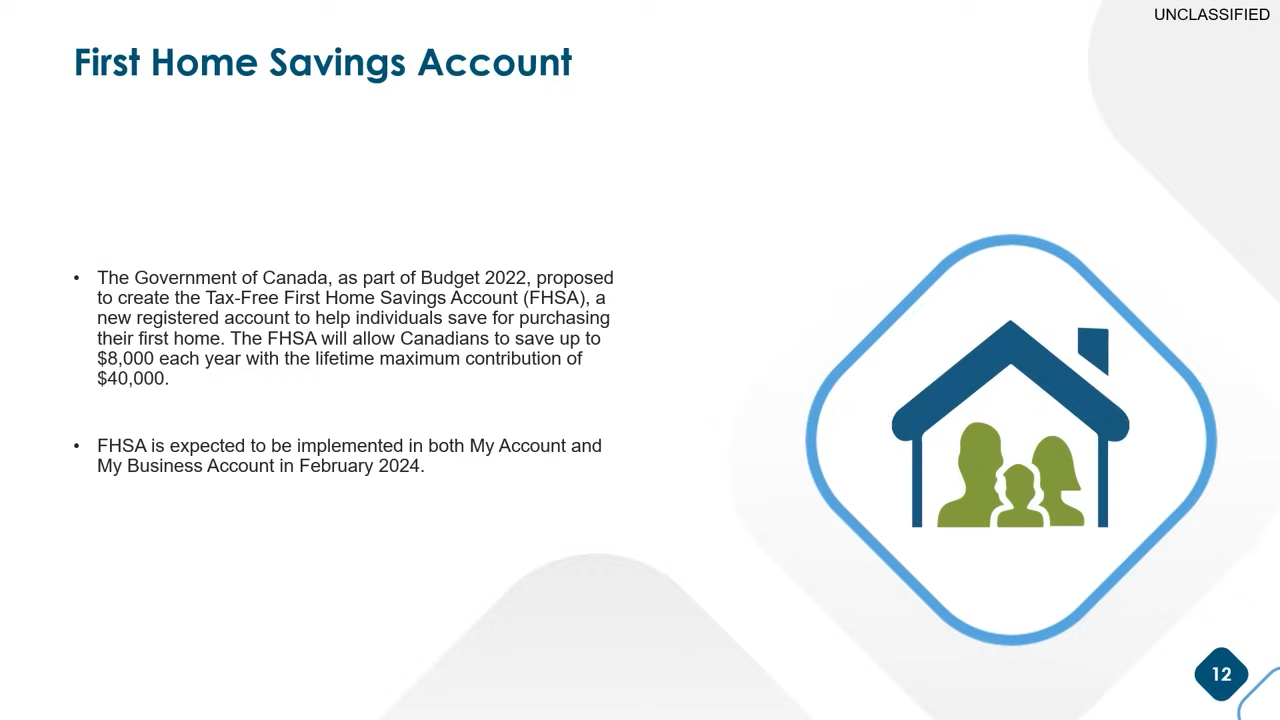 UNCLASSIFIED
First Home Savings Account
• The Government of Canada, as part of Budget 2022, proposed
to create the Tax-Free First Home Savings Account (FHSA), a
new registered account to help individuals save for purchasing
their first home. The FHSA will allow Canadians to save up to
$8,000 each year with the lifetime maximum contribution of
$40,000.
• FHSA is expected to be implemented in both My Account and
My Business Account in February 2024.
12